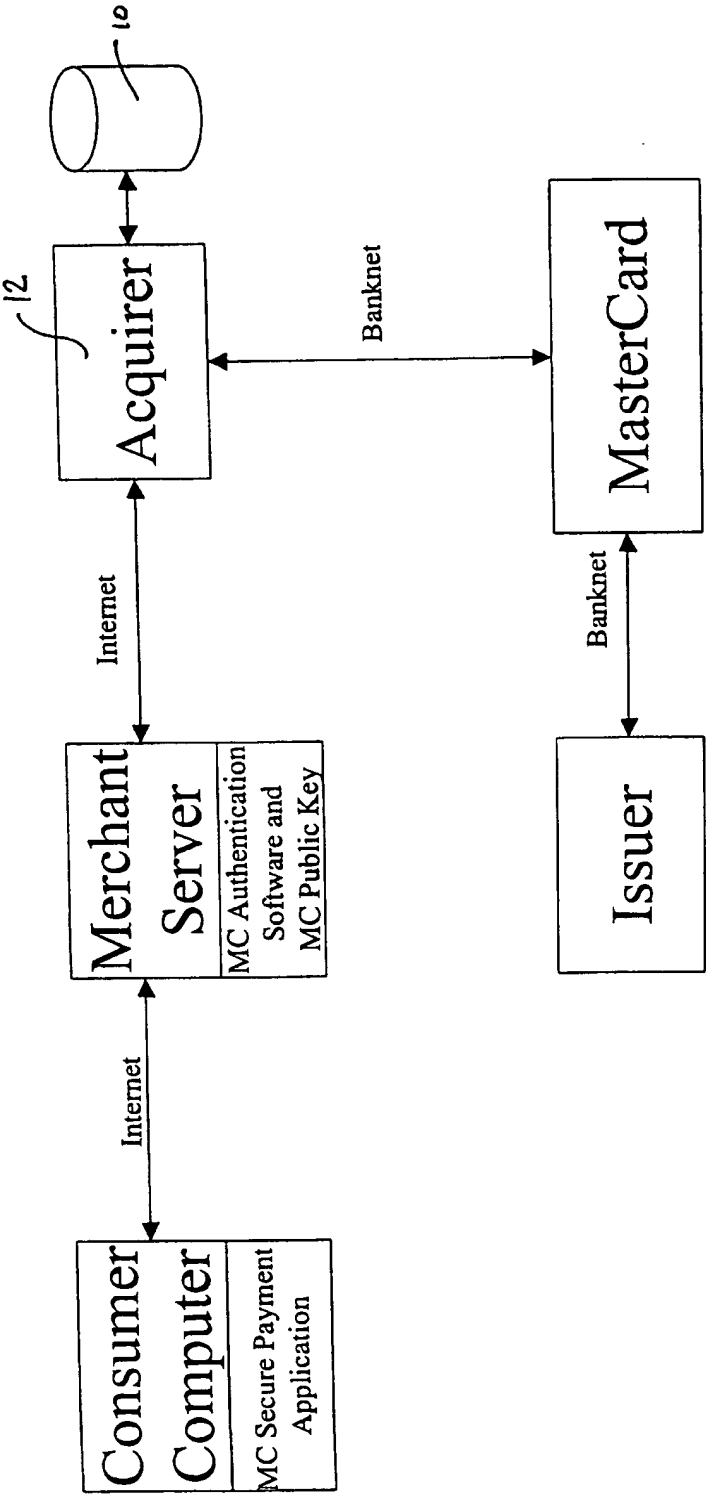 Consumer
Computer
MC Secure Payment
Application
Internet
Merchant
Server
MC Authentication
Software and
MC Public Key
Internet
12
Acquirer
10
Banknet
Issuer
Banknet
MasterCard